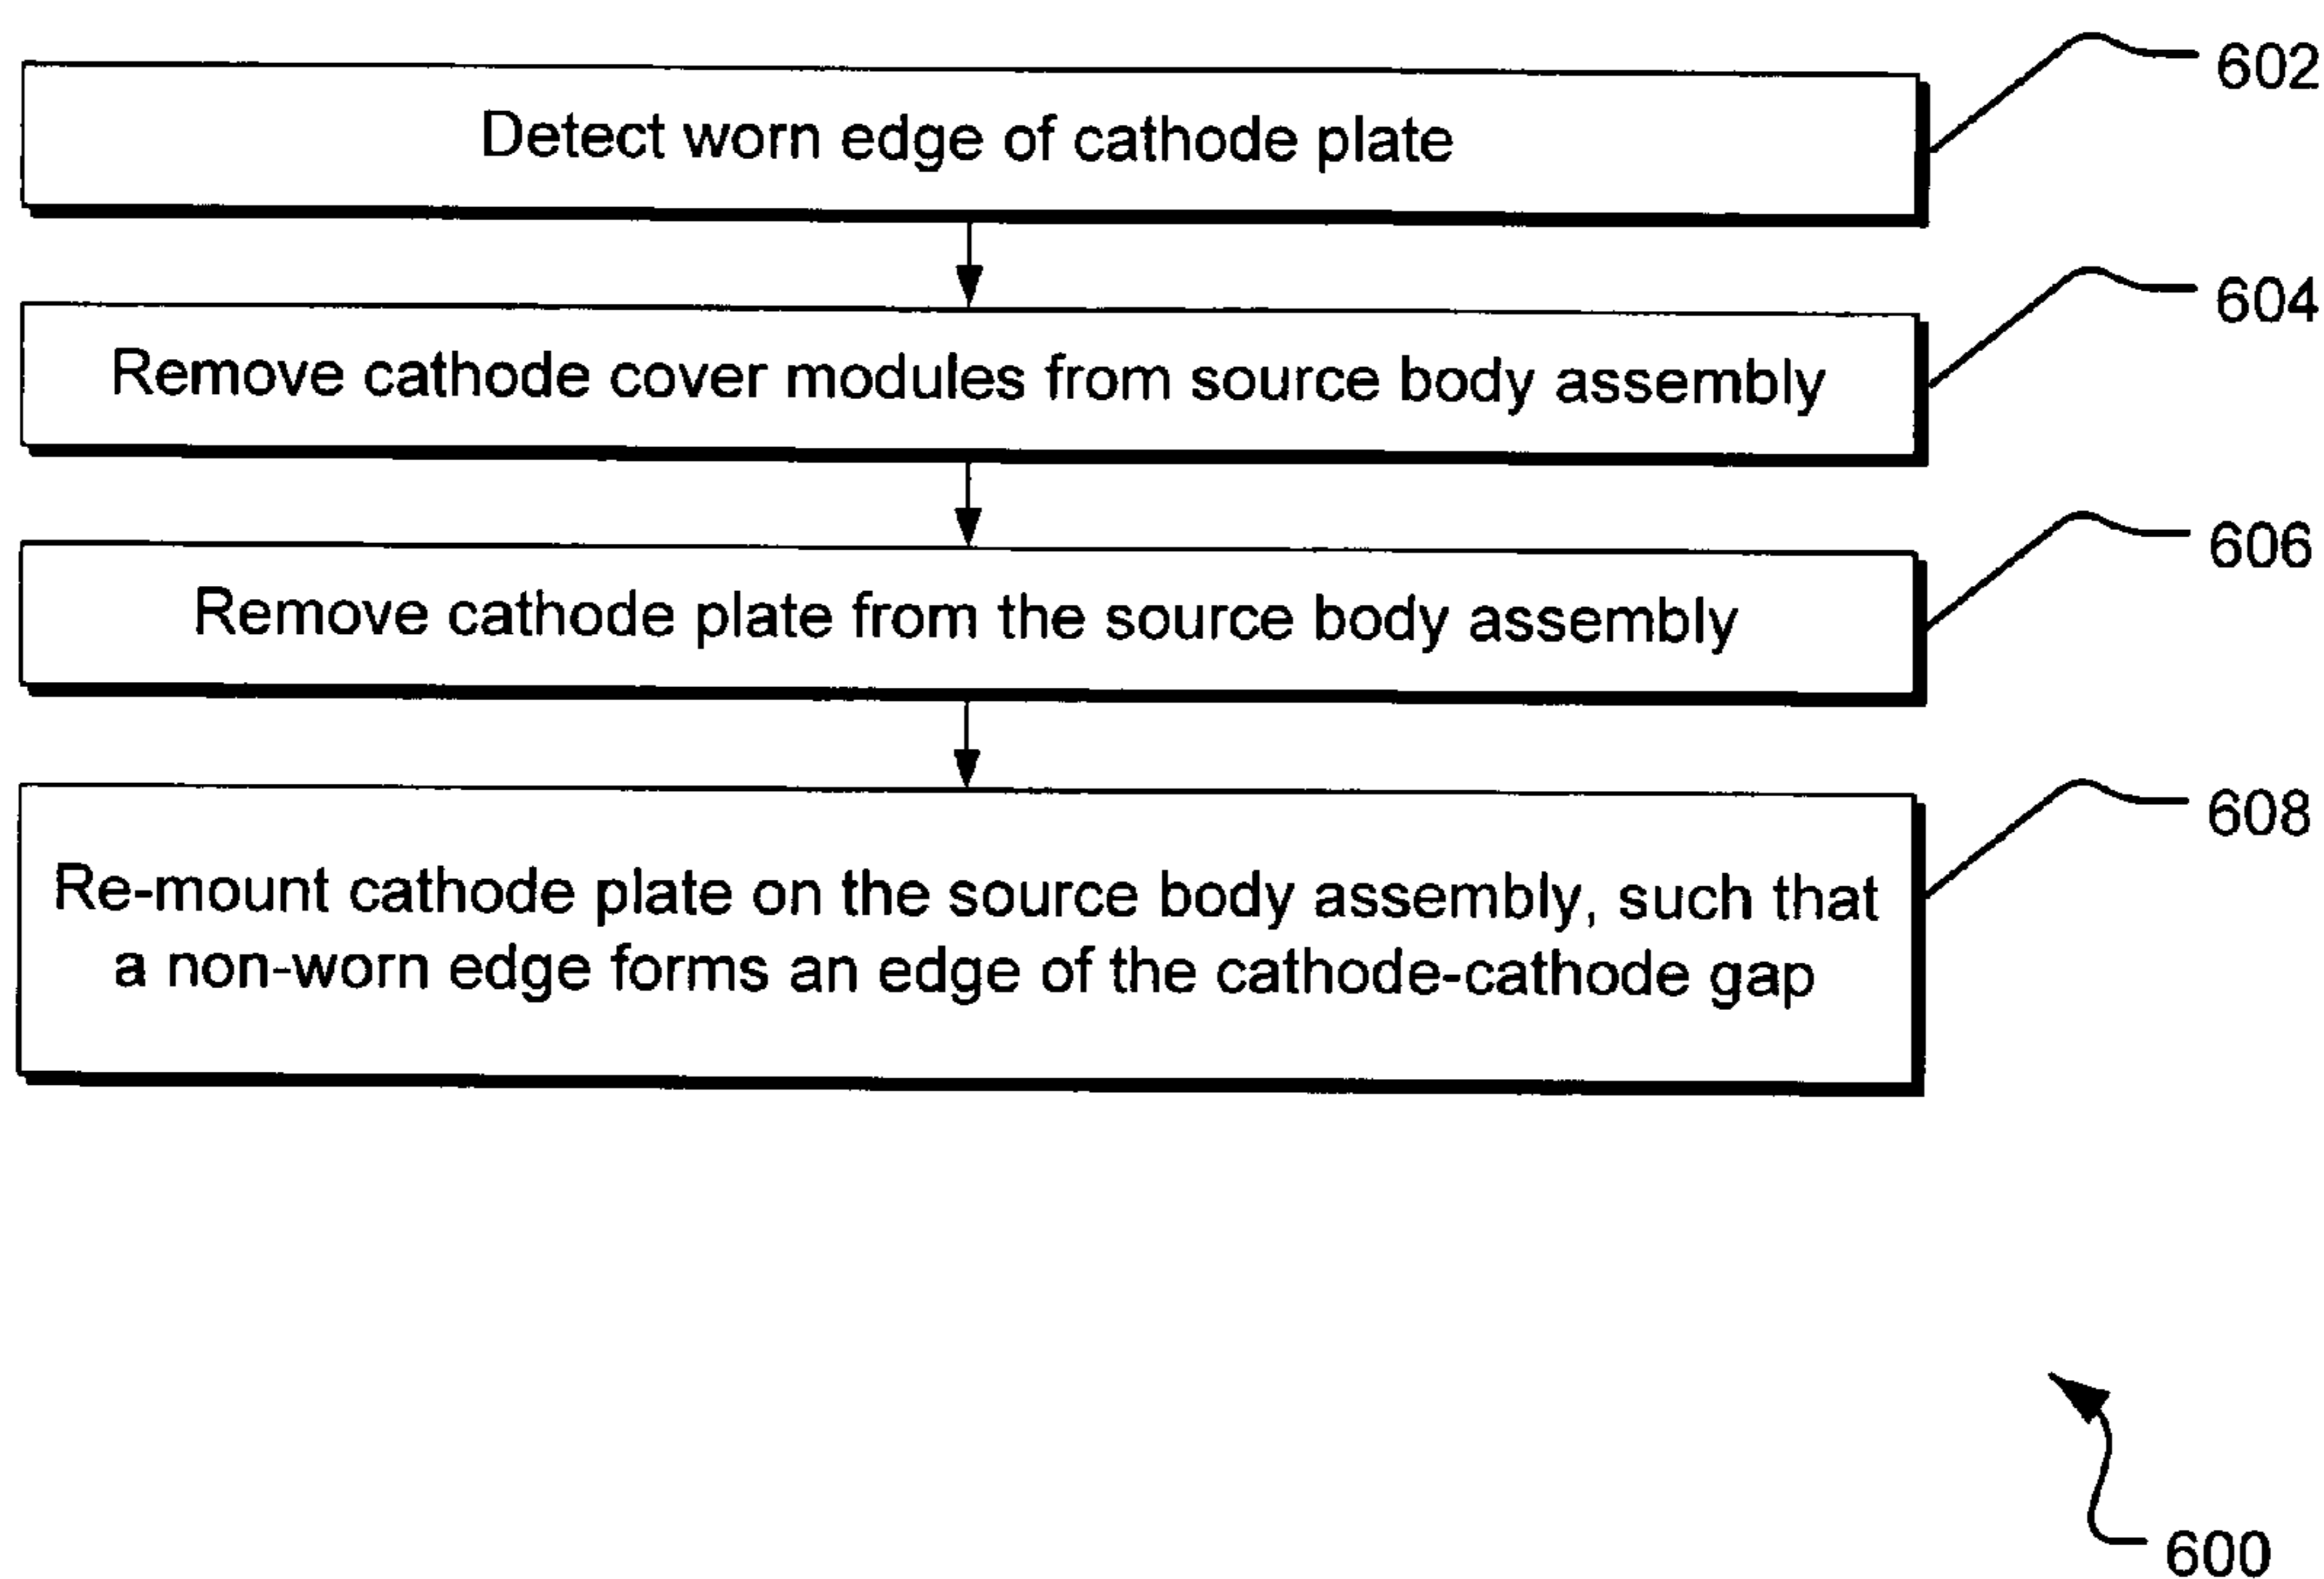 602
Detect worn edge of cathode plate
604
Remove cathode cover modules from source body assembly
606
Remove cathode plate from the source body assembly
608
Re-mount cathode plate on the source body assembly, such that
a non-worn edge forms an edge of the cathode-cathode gap
600